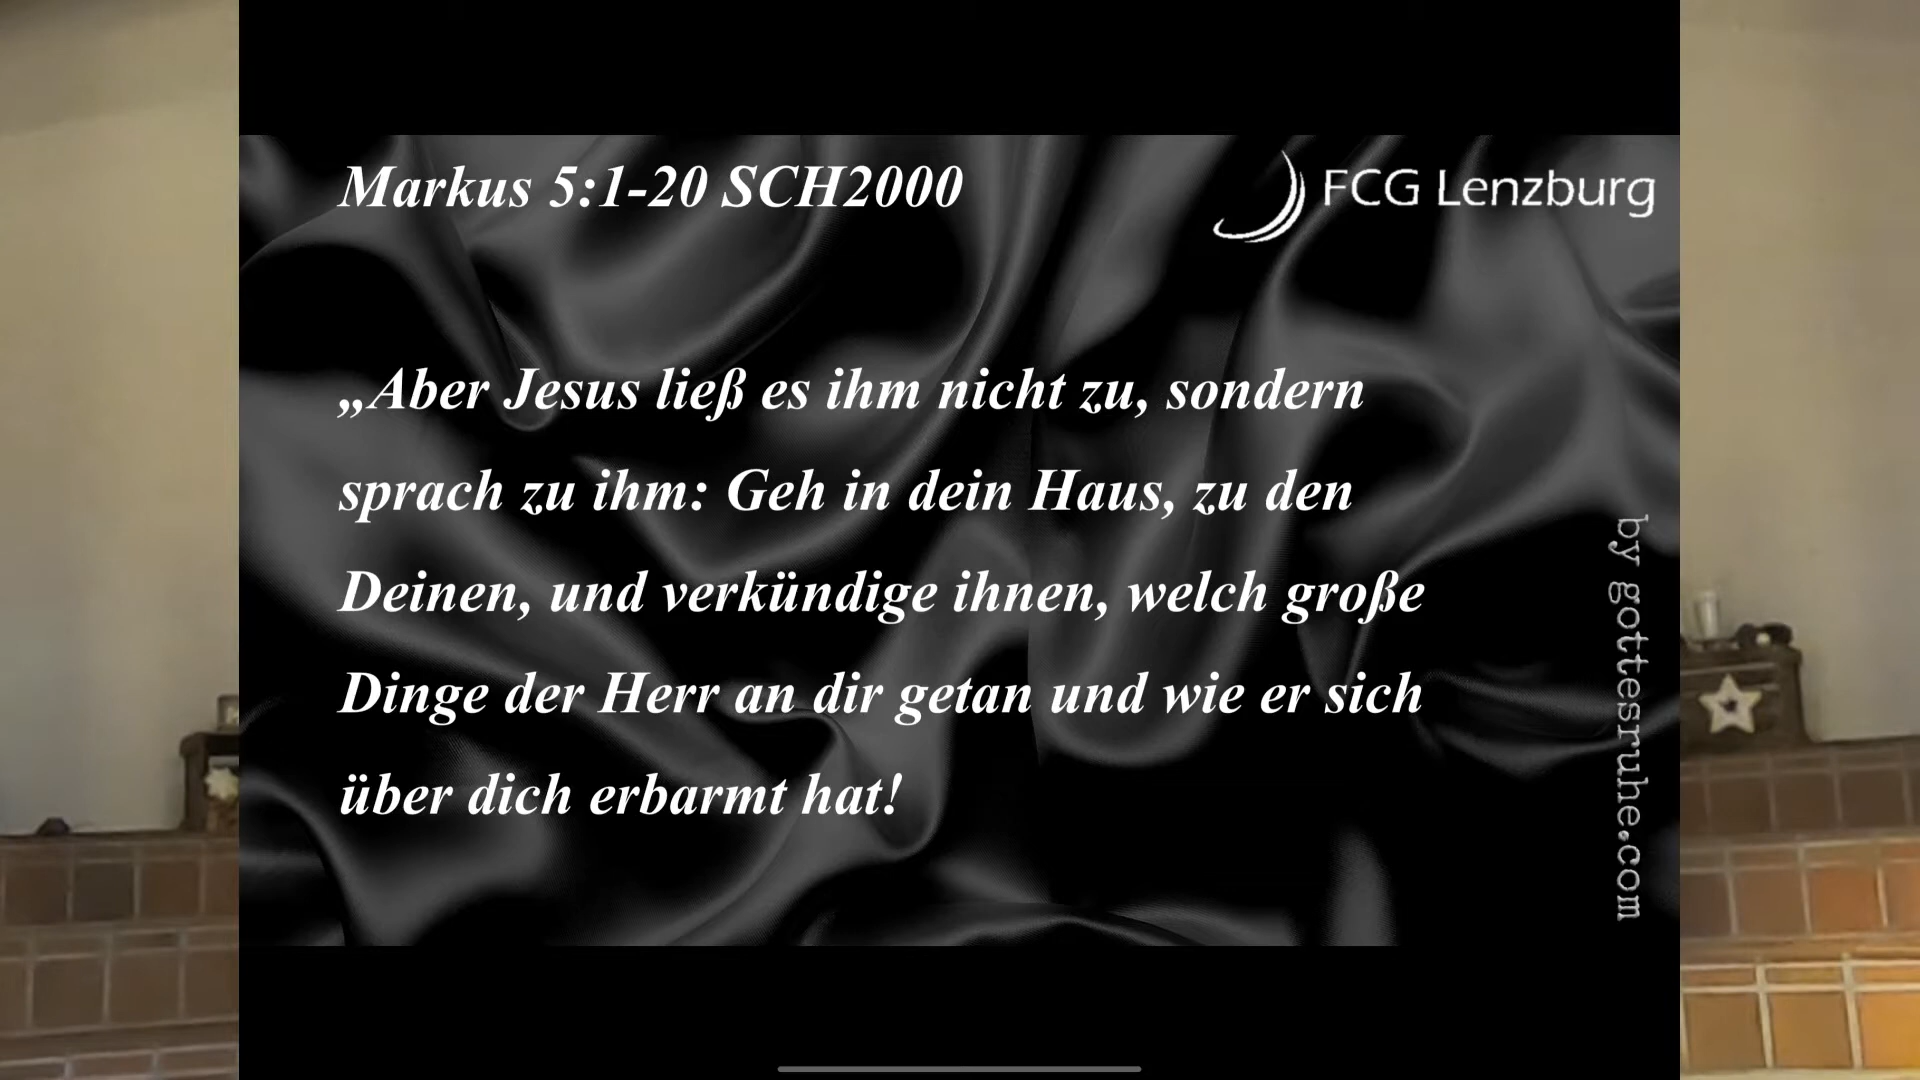 Markus 5:1-20 SCH2000
FCG Lenzburg
„Aber Jesus ließ es ihm nicht zu, sondern
sprach zu ihm: Geh in dein Haus, zu den
Deinen, und verkündige ihnen, welch große
Dinge der Herr an dir getan und wie er sich
über dich erbarmt hat!
by gottesruhe.com